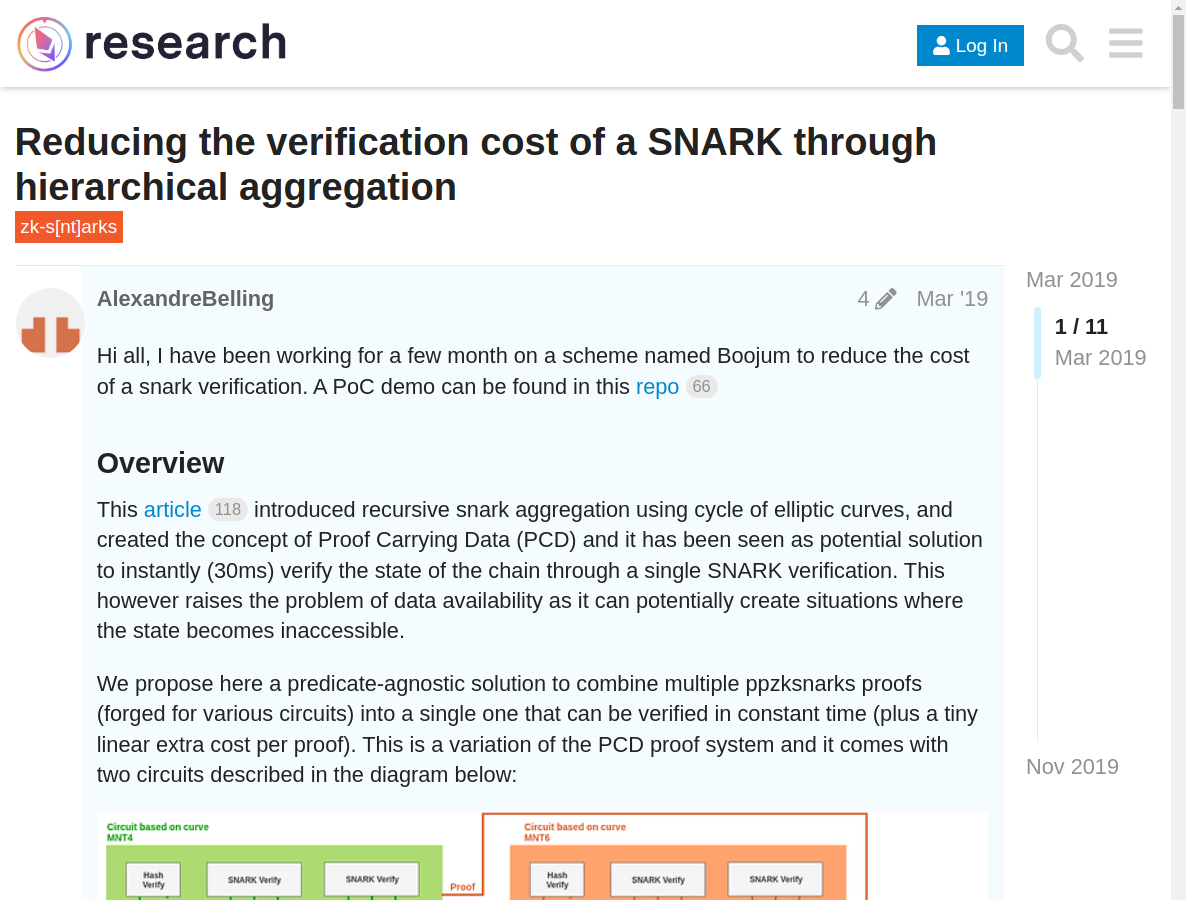 research
Log In
Reducing the verification cost of a SNARK through
hierarchical aggregation
zk-s[nt]arks
AlexandreBelling
4
Mar '19
Hi all, I have been working for a few month on a scheme named Boojum to reduce the cost
of a snark verification. A PoC demo can be found in this repo 66
Overview
This article 118 introduced recursive snark aggregation using cycle of elliptic curves, and
created the concept of Proof Carrying Data (PCD) and it has been seen as potential solution
to instantly (30ms) verify the state of the chain through a single SNARK verification. This
however raises the problem of data availability as it can potentially create situations where
the state becomes inaccessible.
We propose here a predicate-agnostic solution to combine multiple ppzksnarks proofs
(forged for various circuits) into a single one that can be verified in constant time (plus a tiny
linear extra cost per proof). This is a variation of the PCD proof system and it comes with
two circuits described in the diagram below:
Circuit based on curve
MNT4
Hash
Verify
SNARK Verify
SNARK Verify
Proof
Circuit based on curve
MNT6
Hash
Verify
SNARK Verify
SNARK Verify
Mar 2019
1 / 11
Mar 2019
Nov 2019